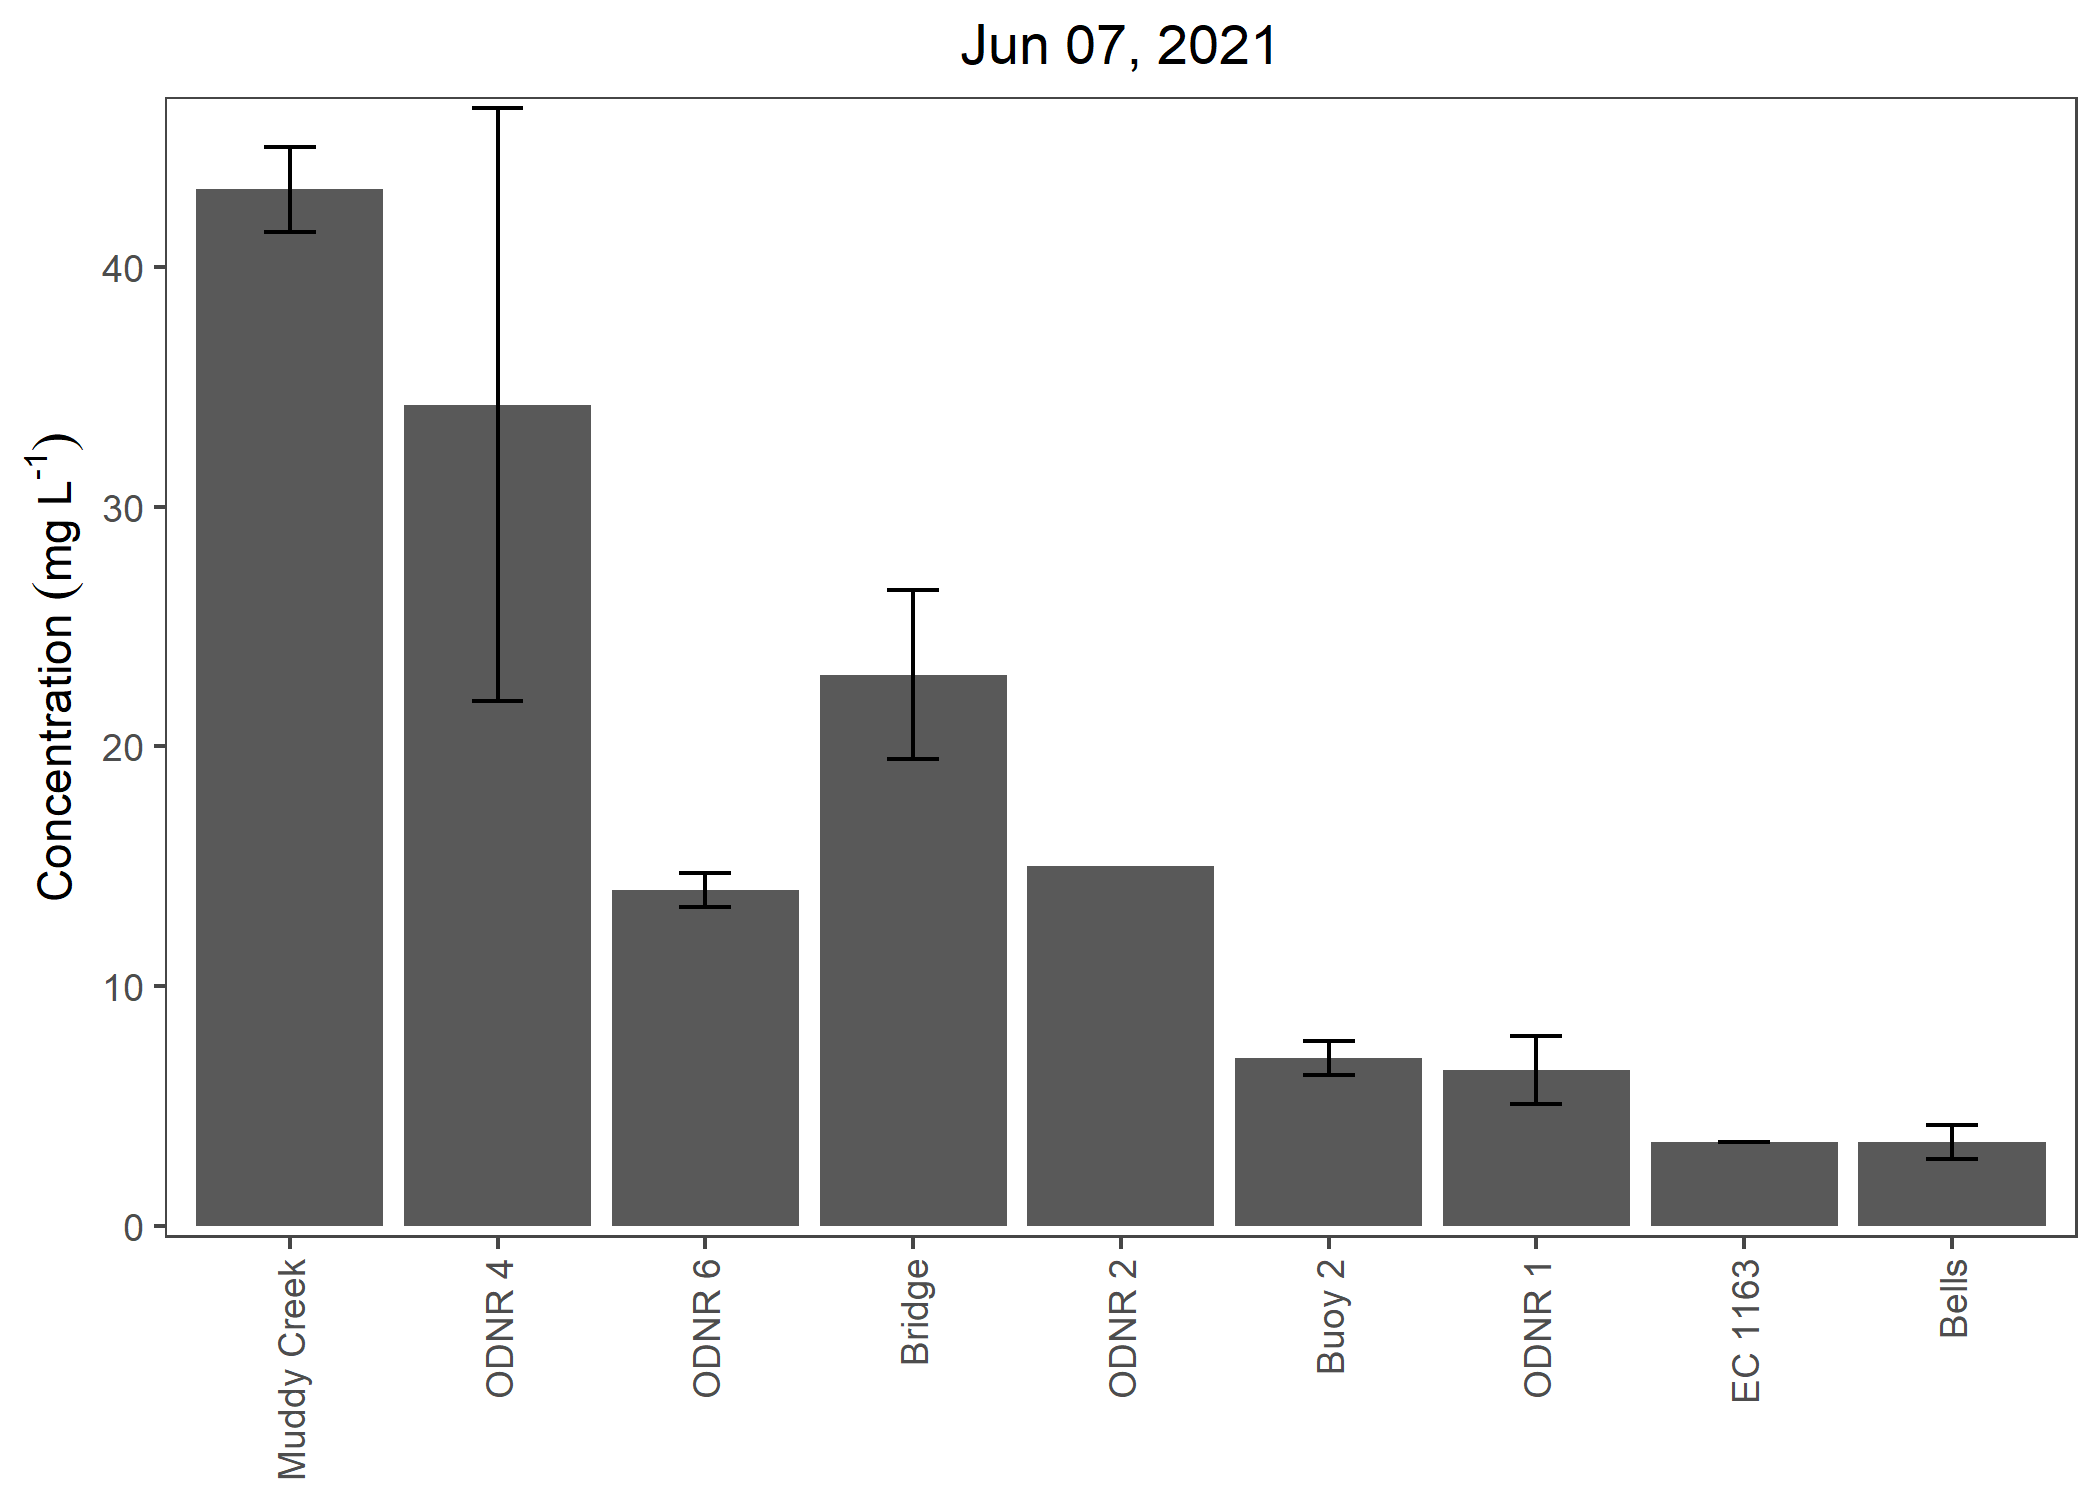 Jun 07, 2021
Concentration (mg L⁻¹)
40
30
20
10
0
Muddy Creek
ODNR 4
ODNR 6
Bridge
ODNR 2
Buoy 2
ODNR 1
EC 1163
Bells